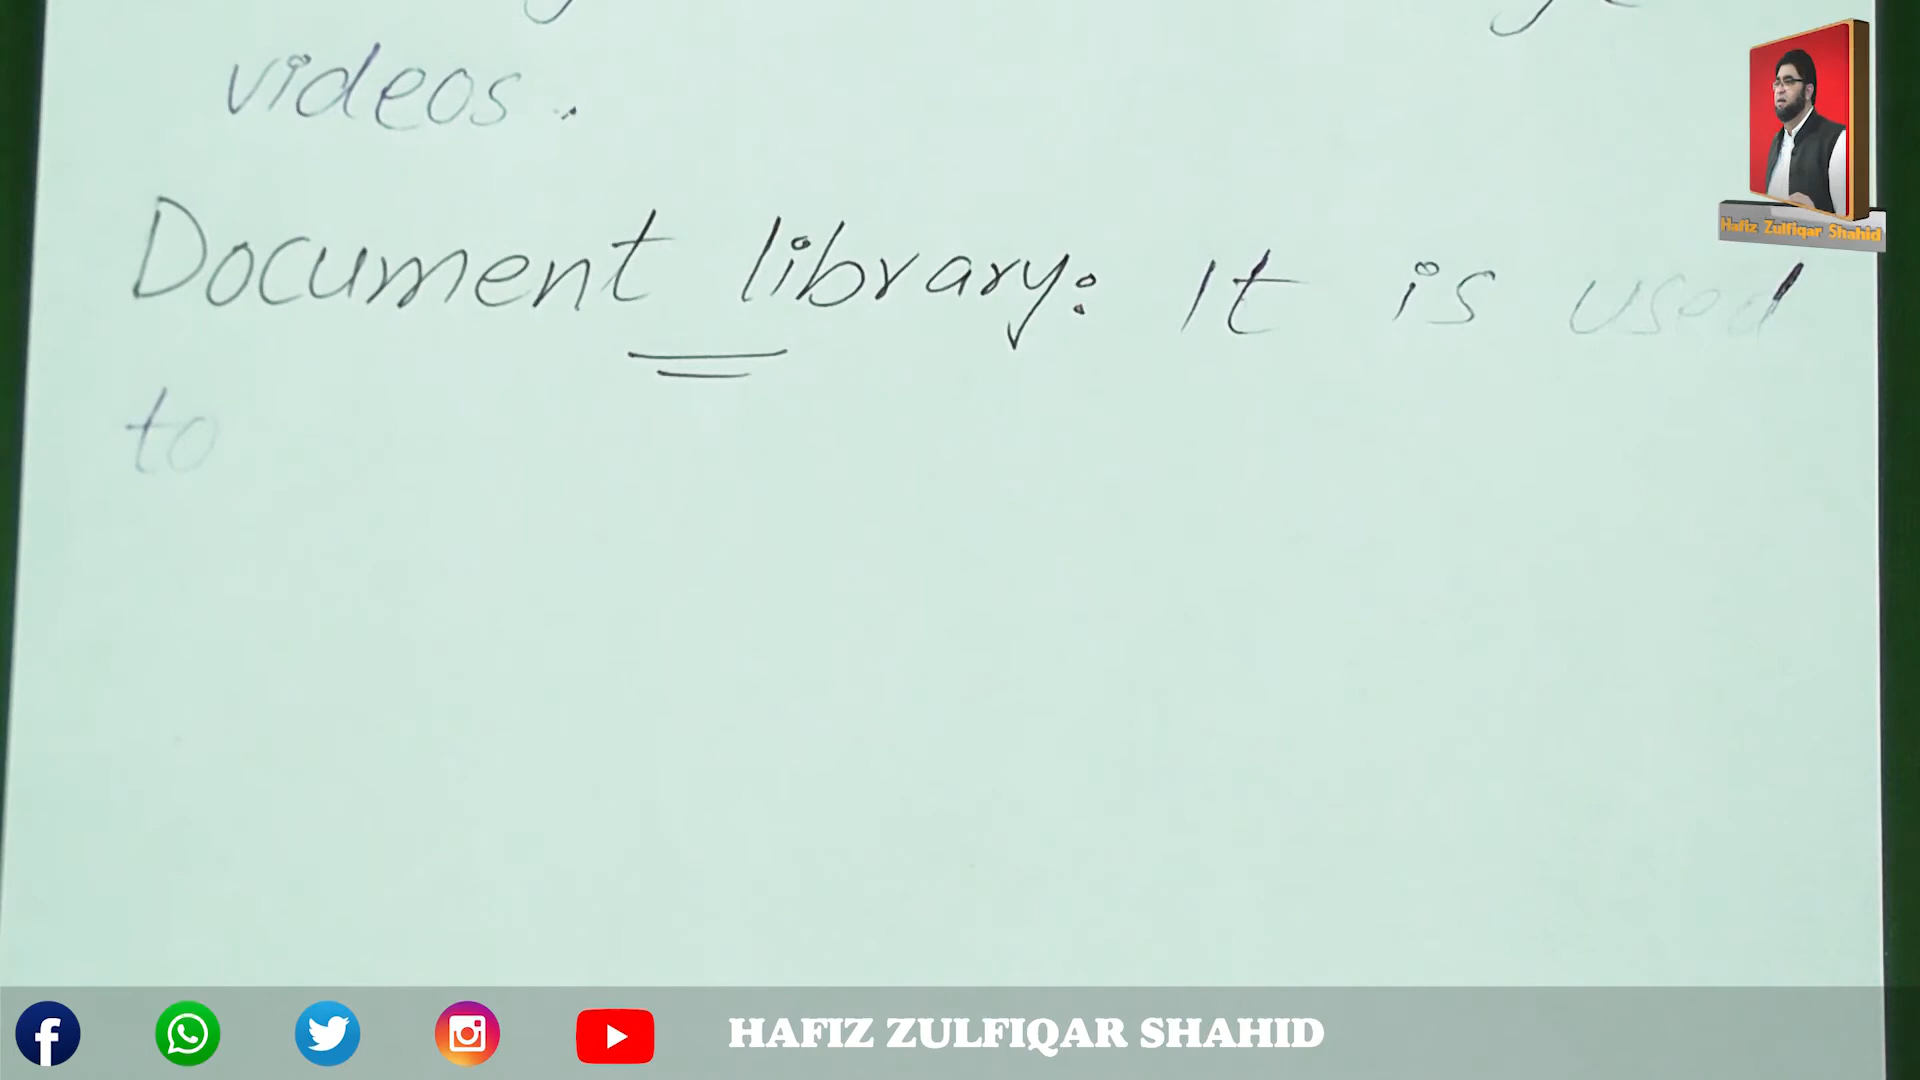 videos.
Document library: It is used
to
Hafiz Zulfiqar Shahid
HAFIZ ZULFIQAR SHAHID